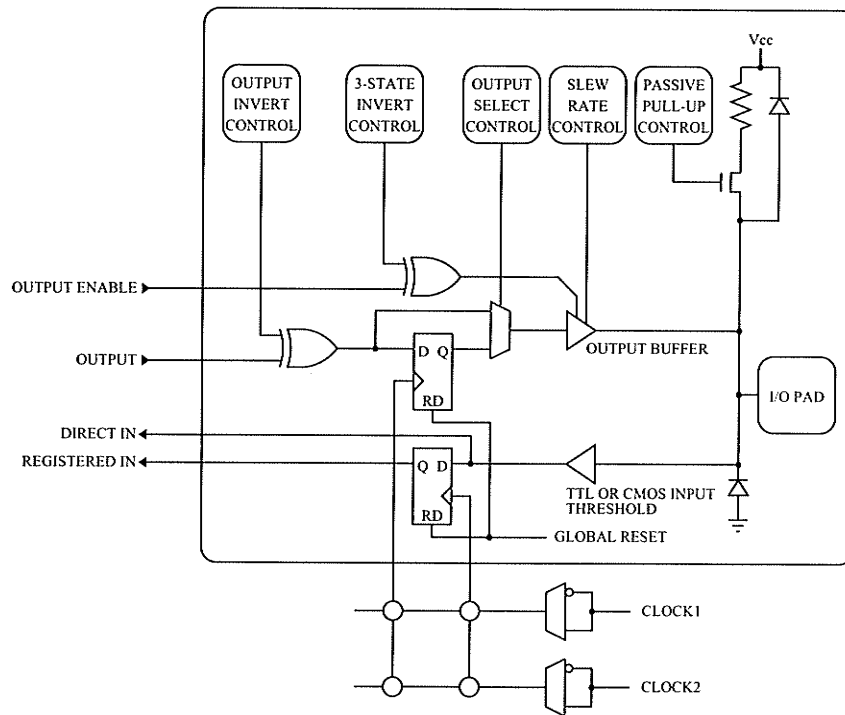 Vcc
OUTPUT
INVERT
CONTROL
3-STATE
INVERT
CONTROL
OUTPUT
SELECT
CONTROL
SLEW
RATE
CONTROL
PASSIVE
PULL-UP
CONTROL
OUTPUT ENABLE
OUTPUT
D Q
RD
OUTPUT BUFFER
I/O PAD
DIRECT IN
REGISTERED IN
Q D
RD
TTL OR CMOS INPUT
THRESHOLD
GLOBAL RESET
CLOCK1
CLOCK2